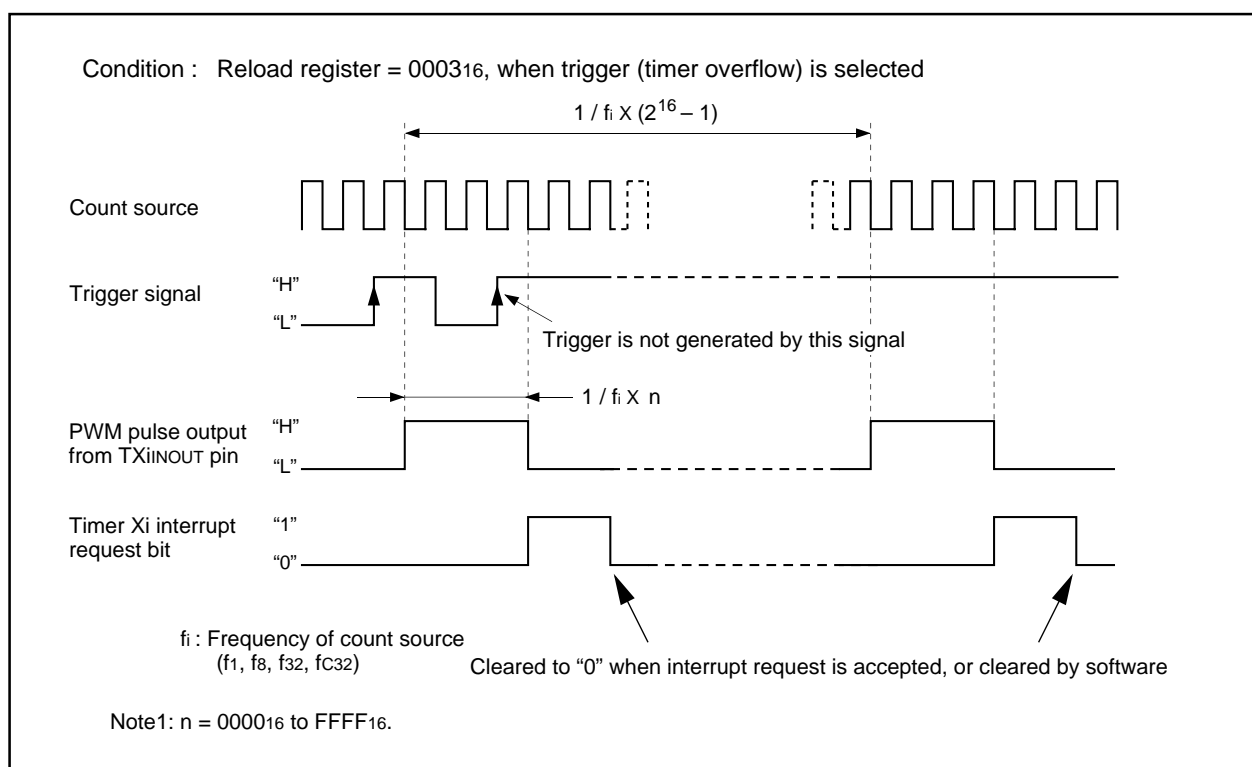 Condition : Reload register = 000316, when trigger (timer overflow) is selected
1 / fi X (2^16 – 1)
Count source
Trigger signal
“H”
“L”
Trigger is not generated by this signal
1 / fi X n
PWM pulse output
from TXiINOUT pin
“H”
“L”
Timer Xi interrupt
request bit
“1”
“0”
fi : Frequency of count source
(f1, f8, f32, fC32)
Cleared to “0” when interrupt request is accepted, or cleared by software
Note1: n = 000016 to FFFF16.